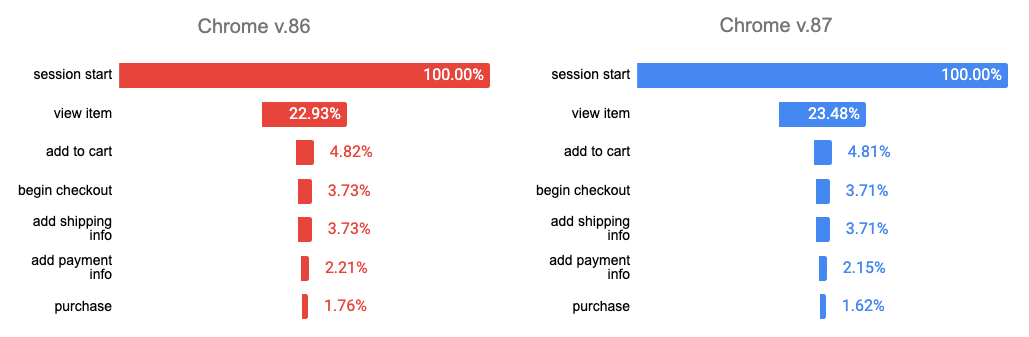 Chrome v.86
session start 100.00%
view item 22.93%
add to cart 4.82%
begin checkout 3.73%
add shipping
info 3.73%
add payment
info 2.21%
purchase 1.76%
Chrome v.87
session start 100.00%
view item 23.48%
add to cart 4.81%
begin checkout 3.71%
add shipping
info 3.71%
add payment
info 2.15%
purchase 1.62%